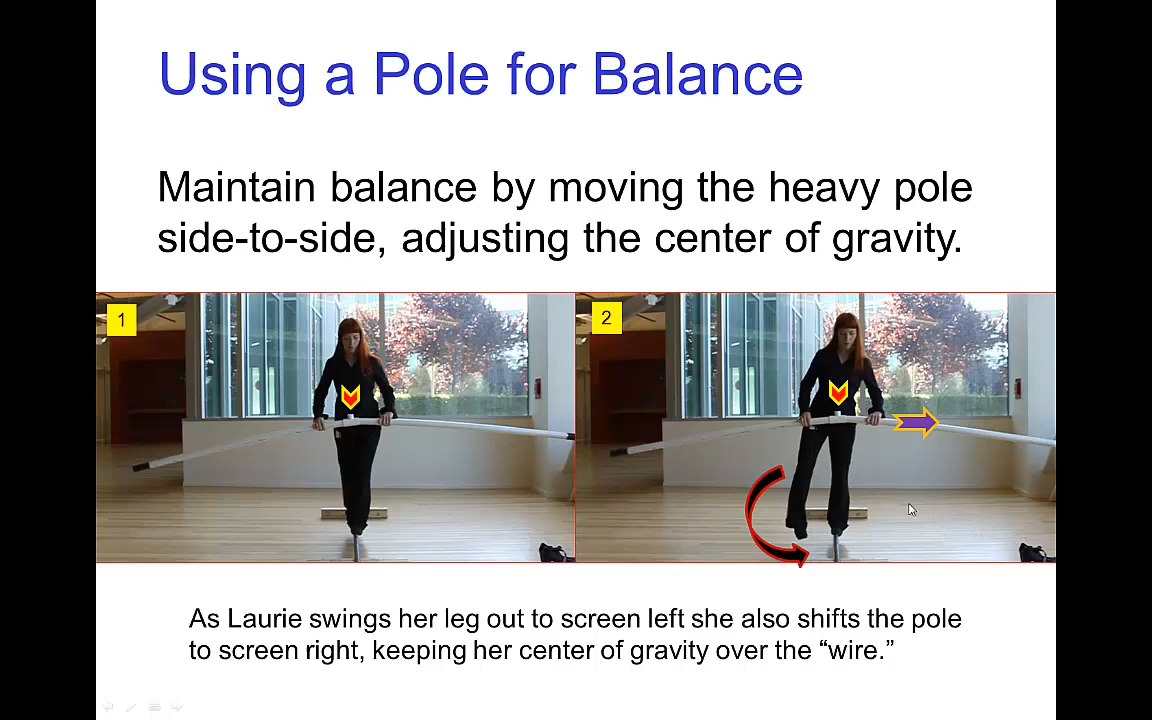 Using a Pole for Balance
Maintain balance by moving the heavy pole
side-to-side, adjusting the center of gravity.
1
2
As Laurie swings her leg out to screen left she also shifts the pole
to screen right, keeping her center of gravity over the “wire.”